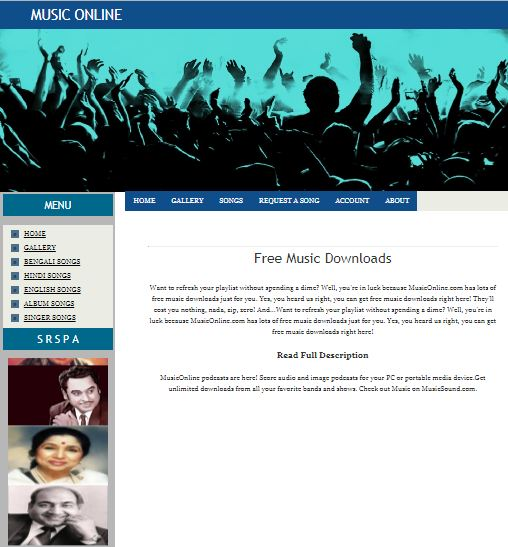 MUSIC ONLINE
HOME GALLERY SONGS REQUEST A SONG ACCOUNT ABOUT
MENU
HOME
GALLERY
BENGALI SONGS
HINDI SONGS
ENGLISH SONGS
ALBUM SONGS
SINGER SONGS
S R S P A
Free Music Downloads
Want to refresh your playlist without spending a dime? Well, you're in luck because MusicOnline.com has lots of
free music downloads just for you. Yes, you heard us right, you can get free music downloads right here! They'll
cost you nothing, nada, zip, zero! And...Want to refresh your playlist without spending a dime? Well, you're in
luck because MusicOnline.com has lots of free music downloads just for you. Yes, you heard us right, you can get
free music downloads right here!
Read Full Description
MusicOnline podcasts are here! Score audio and image podcasts for your PC or portable media device.Get
unlimited downloads from all your favorite bands and shows. Check out Music on MusicSound.com.